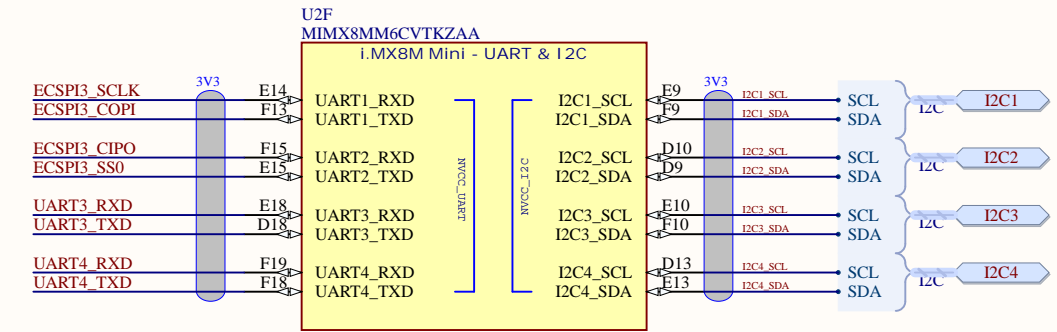 U2F
MIMX8MM6CVTKZAA
i.MX8M Mini - UART & I2C
3V3 3V3
ECSPI3_SCLK E14 UART1_RXD I2C1_SCL E9 I2C1_SCL SCL I2C1
ECSPI3_COPI F13 UART1_TXD I2C1_SDA F9 I2C1_SDA SDA I2C
ECSPI3_CIPO F15 UART2_RXD I2C2_SCL D10 I2C2_SCL SCL I2C2
ECSPI3_SS0 E15 UART2_TXD I2C2_SDA D9 I2C2_SDA SDA I2C
NVCC_UART NVCC_I2C
UART3_RXD E18 UART3_RXD I2C3_SCL E10 I2C3_SCL SCL I2C3
UART3_TXD D18 UART3_TXD I2C3_SDA F10 I2C3_SDA SDA I2C
UART4_RXD F19 UART4_RXD I2C4_SCL D13 I2C4_SCL SCL I2C4
UART4_TXD F18 UART4_TXD I2C4_SDA E13 I2C4_SDA SDA I2C